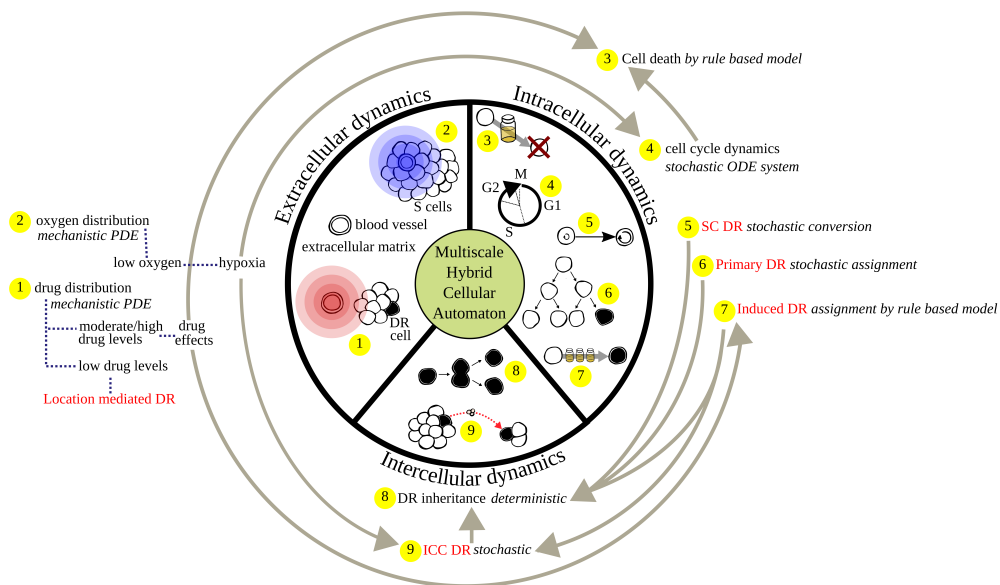 3 Cell death by rule based model
Extracellular dynamics
Intracellular dynamics
2
3
4 cell cycle dynamics
stochastic ODE system
M
G2
4
G1
S
S cells
2 oxygen distribution
mechanistic PDE
blood vessel
5
5 SC DR stochastic conversion
extracellular matrix
low oxygen
hypoxia
Multiscale
Hybrid
Cellular
Automaton
6 Primary DR stochastic assignment
1 drug distribution
mechanistic PDE
6
7 Induced DR assignment by rule based model
moderate/high
drug levels
drug
effects
DR
cell
1
low drug levels
8
7
Location mediated DR
9
Intercellular dynamics
8 DR inheritance deterministic
9 ICC DR stochastic